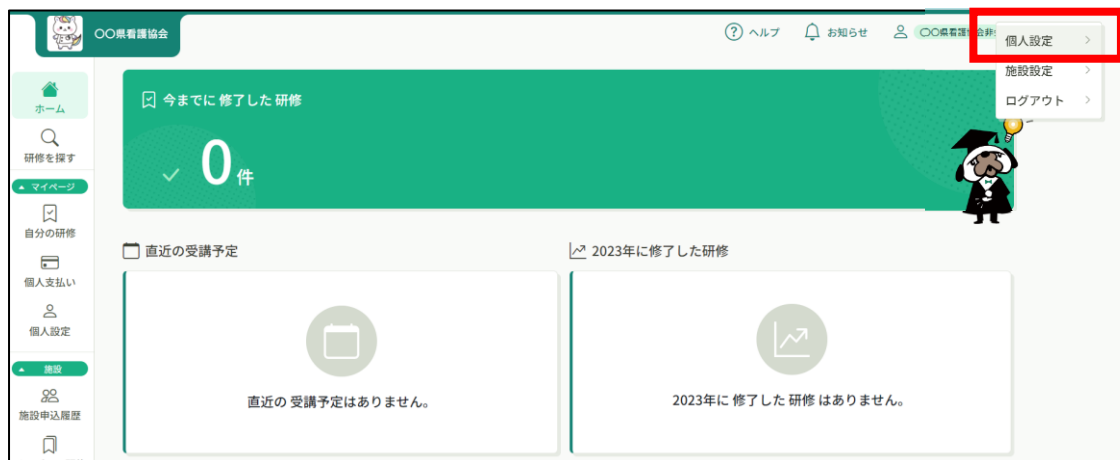 〇〇県看護協会
ヘルプ
お知らせ
〇〇県看護
個人設定
施設設定
ログアウト
ホーム
研修を探す
マイページ
自分の研修
個人支払い
個人設定
施設
施設申込履歴
今までに 修了した 研修
0 件
直近の受講予定
直近の 受講予定はありません。
2023年に修了した研修
2023年に 修了した 研修 はありません。